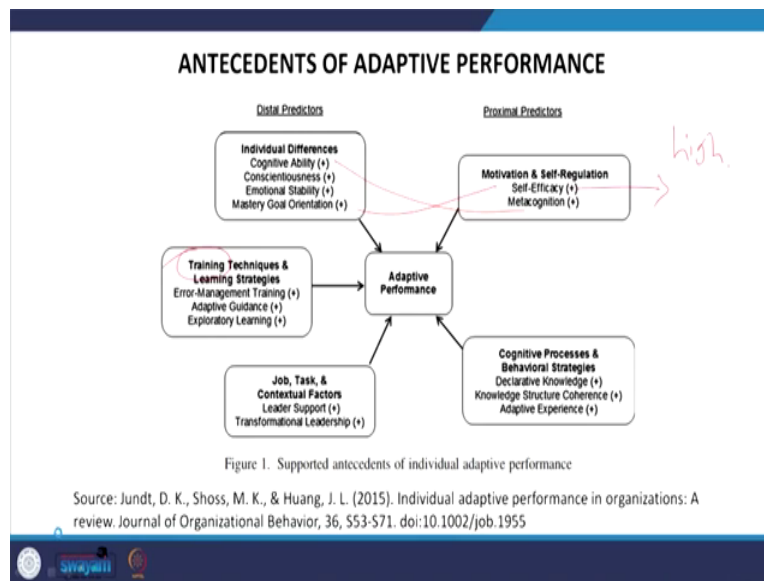 ANTECEDENTS OF ADAPTIVE PERFORMANCE
Distal Predictors
Proximal Predictors
high.
Individual Differences
Cognitive Ability (+)
Conscientiousness (+)
Emotional Stability (+)
Mastery Goal Orientation (+)
Motivation & Self-Regulation
Self-Efficacy (+)
Metacognition (+)
Training Techniques &
Learning Strategies
Error-Management Training (+)
Adaptive Guidance (+)
Exploratory Learning (+)
Adaptive
Performance
Job, Task, &
Contextual Factors
Leader Support (+)
Transformational Leadership (+)
Cognitive Processes &
Behavioral Strategies
Declarative Knowledge (+)
Knowledge Structure Coherence (+)
Adaptive Experience (+)
Figure 1. Supported antecedents of individual adaptive performance
Source: Jundt, D. K., Shoss, M. K., & Huang, J. L. (2015). Individual adaptive performance in organizations: A
review. Journal of Organizational Behavior, 36, S53-S71. doi:10.1002/job.1955
swayam